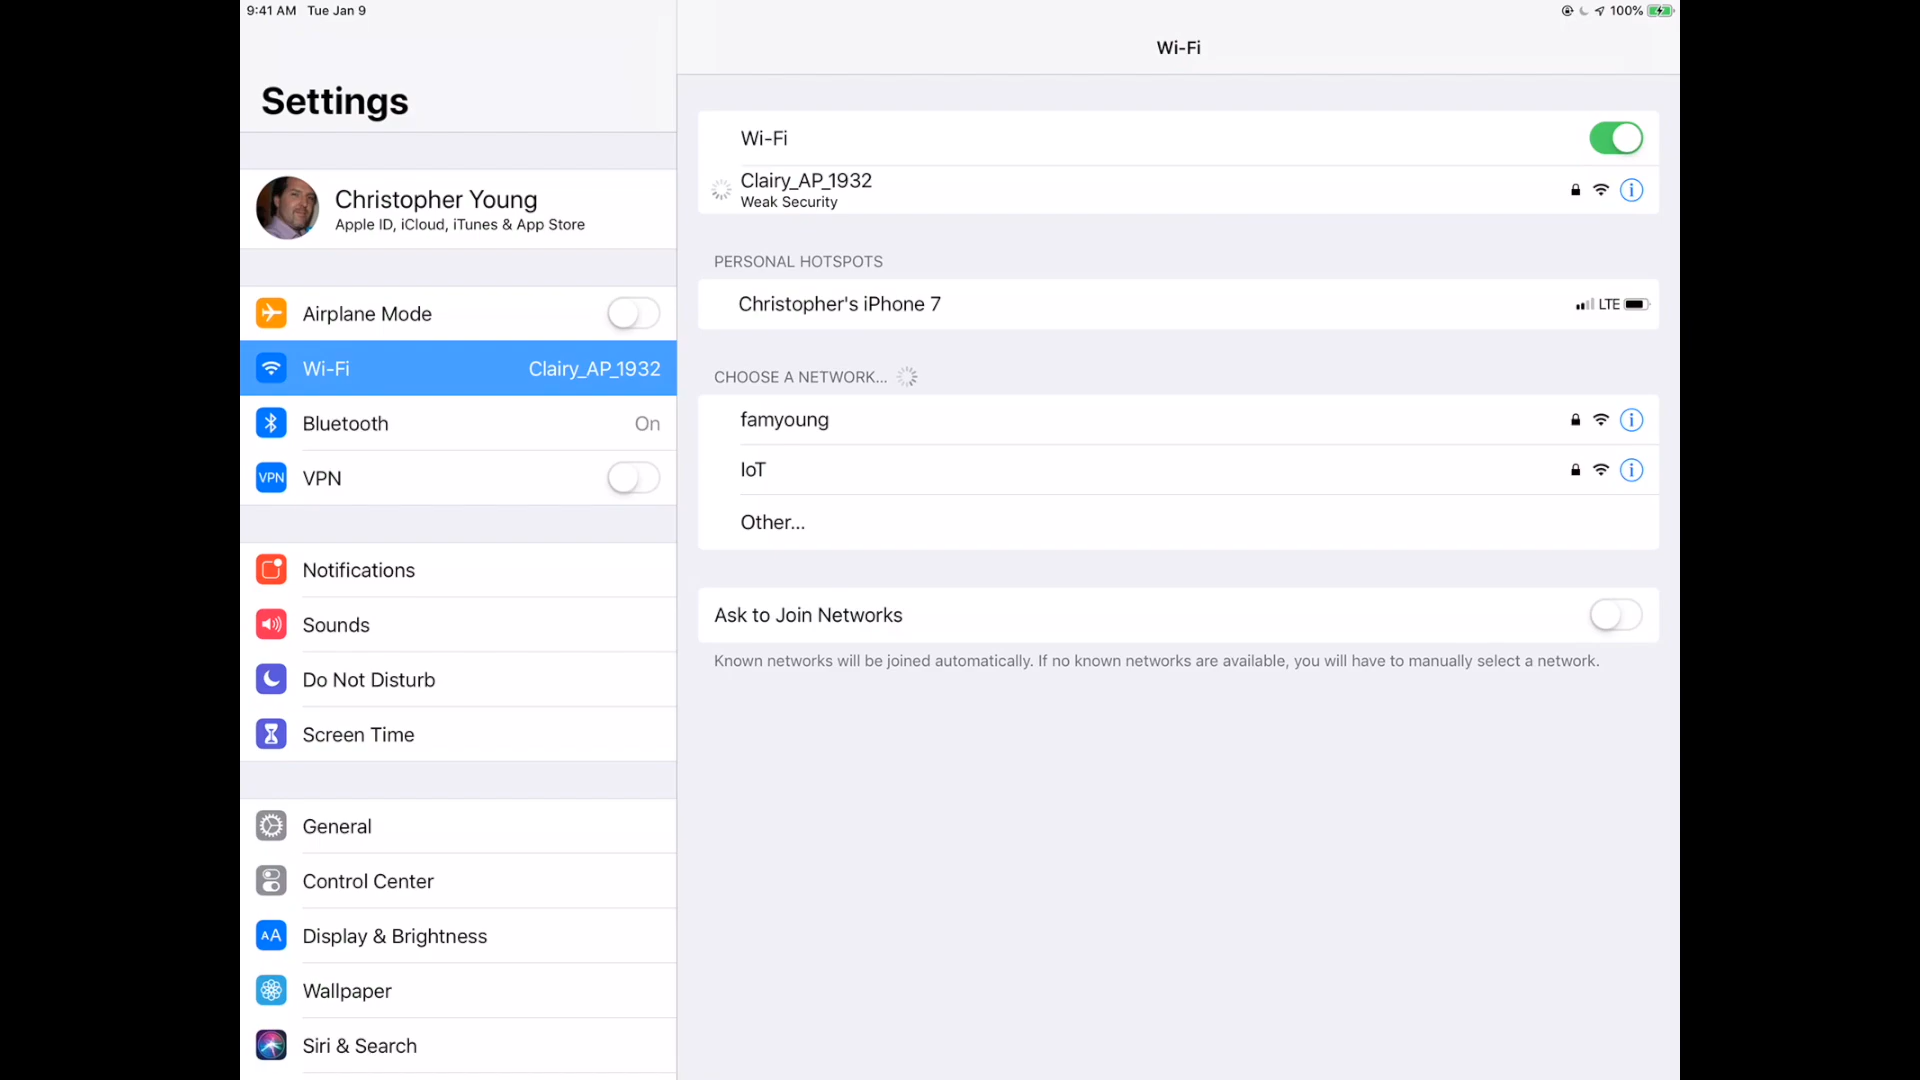 9:41 AM Tue Jan 9
100%
Settings
Christopher Young
Apple ID, iCloud, iTunes & App Store
Airplane Mode
Wi-Fi Clairy_AP_1932
Bluetooth On
VPN VPN
Notifications
Sounds
Do Not Disturb
Screen Time
General
Control Center
AA Display & Brightness
Wallpaper
Siri & Search
Wi-Fi
Wi-Fi
Clairy_AP_1932
Weak Security
PERSONAL HOTSPOTS
Christopher's iPhone 7 LTE
CHOOSE A NETWORK...
famyoung
IoT
Other...
Ask to Join Networks
Known networks will be joined automatically. If no known networks are available, you will have to manually select a network.